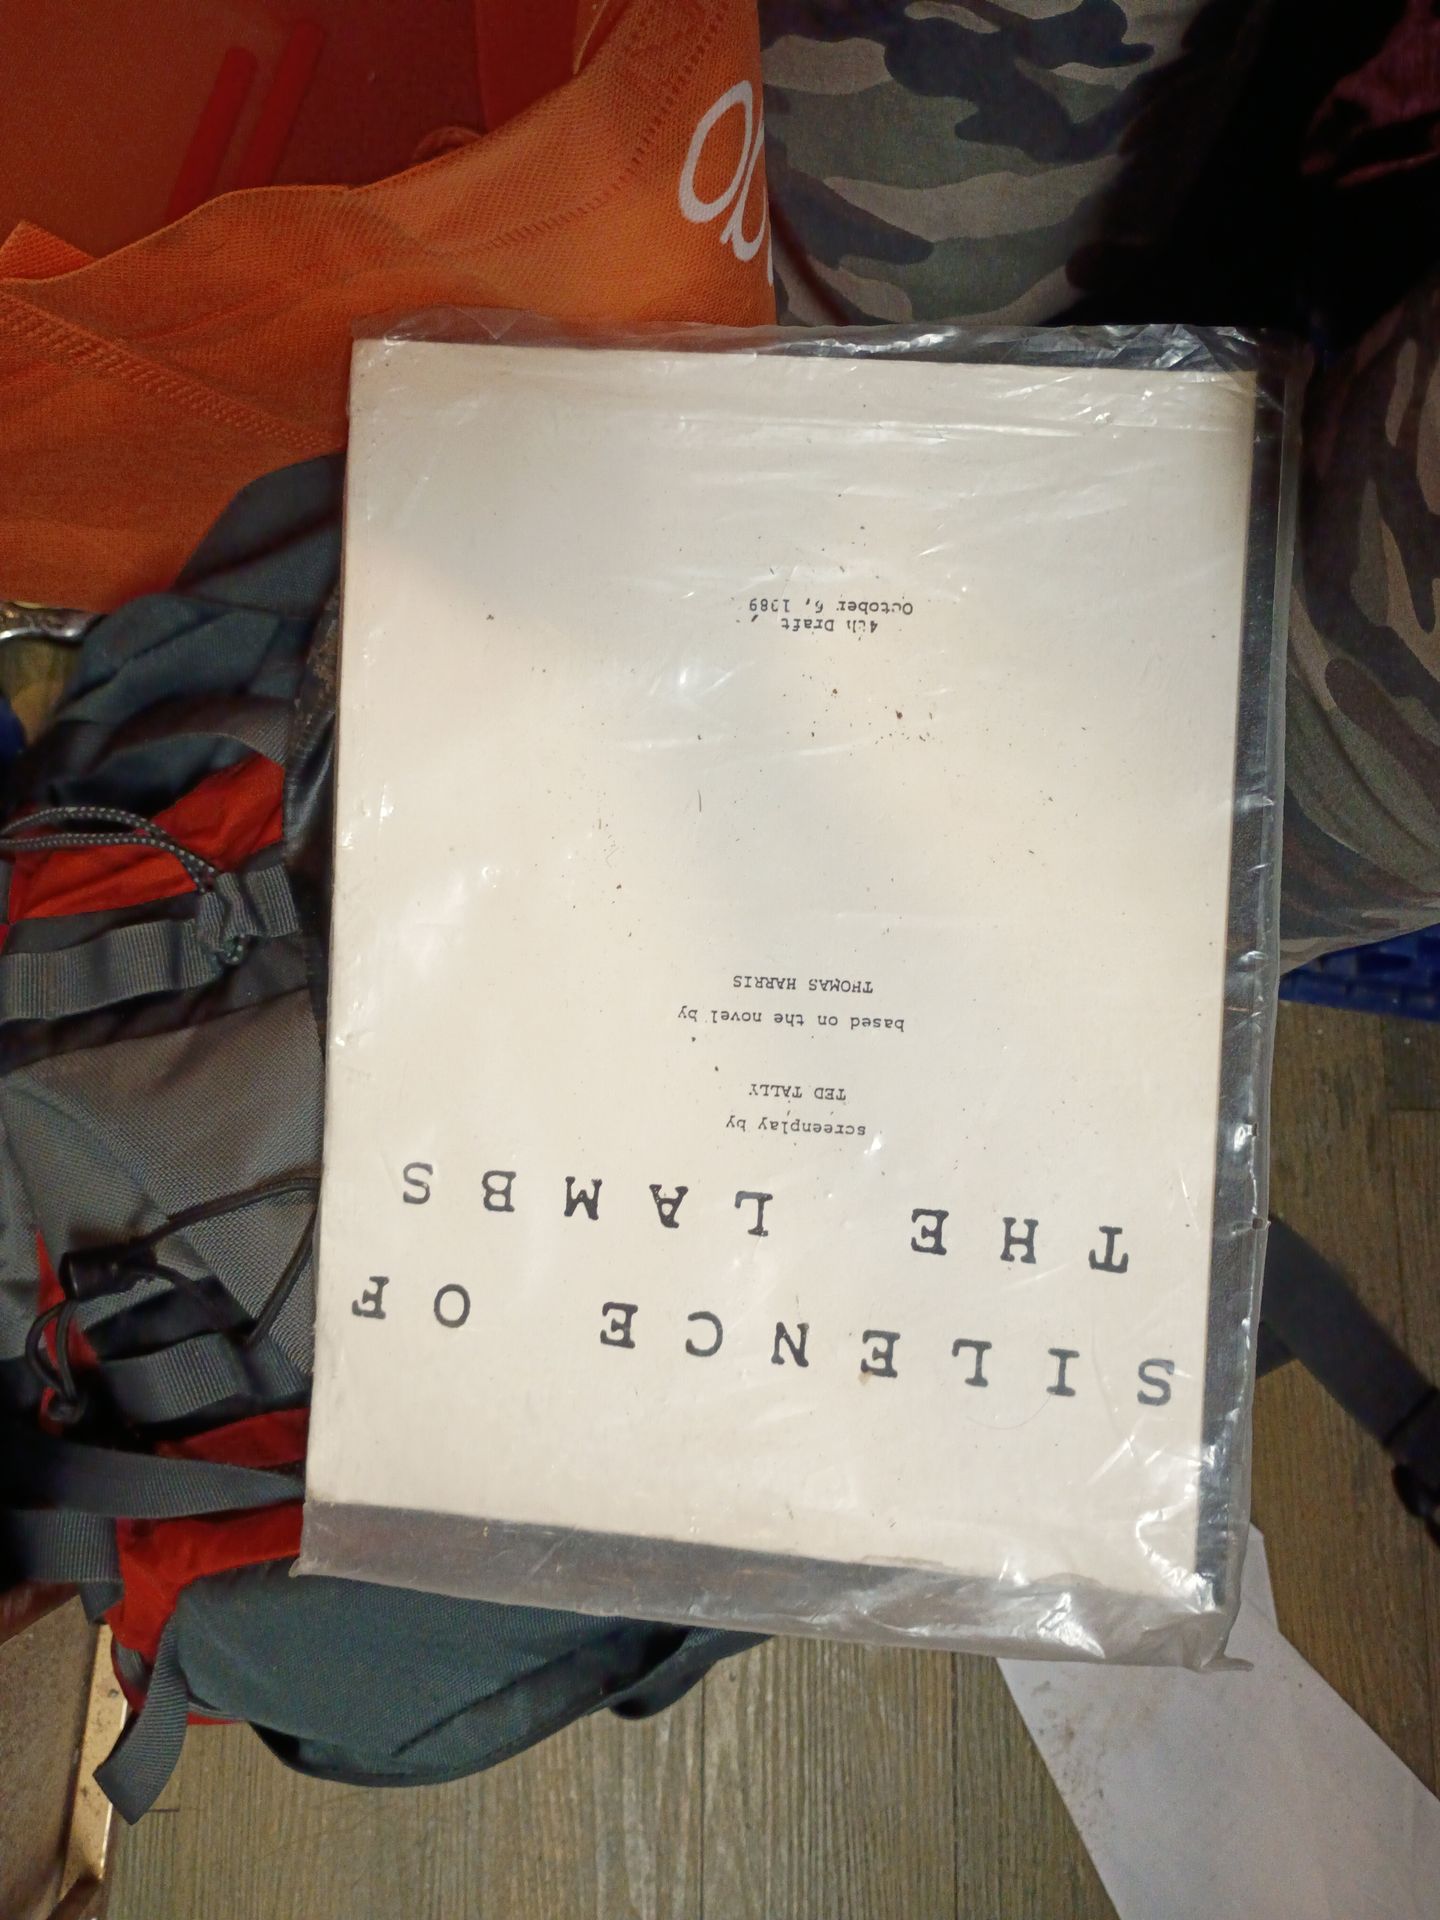 SILENCE OF
THE LAMBS
screenplay by
TED TALLY
based on the novel by
THOMAS HARRIS
4th Draft
October 6, 1989